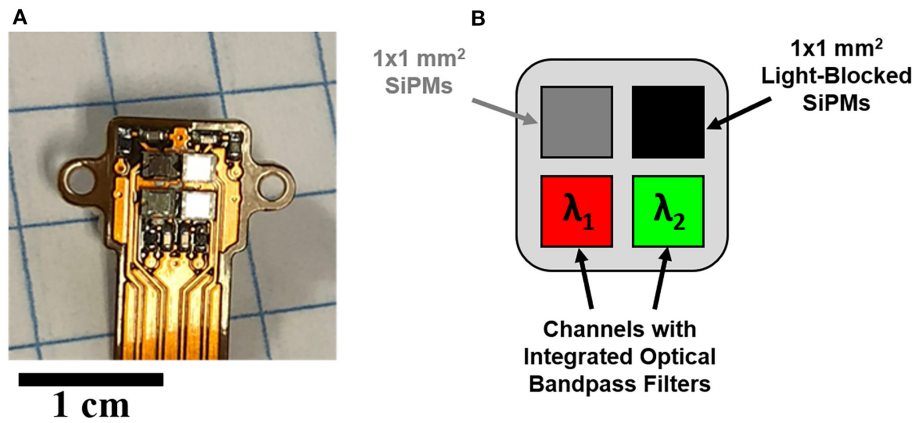 A
1 cm
B
1x1 mm²
SiPMs
1x1 mm²
Light-Blocked
SiPMs
λ₁
λ₂
Channels with
Integrated Optical
Bandpass Filters